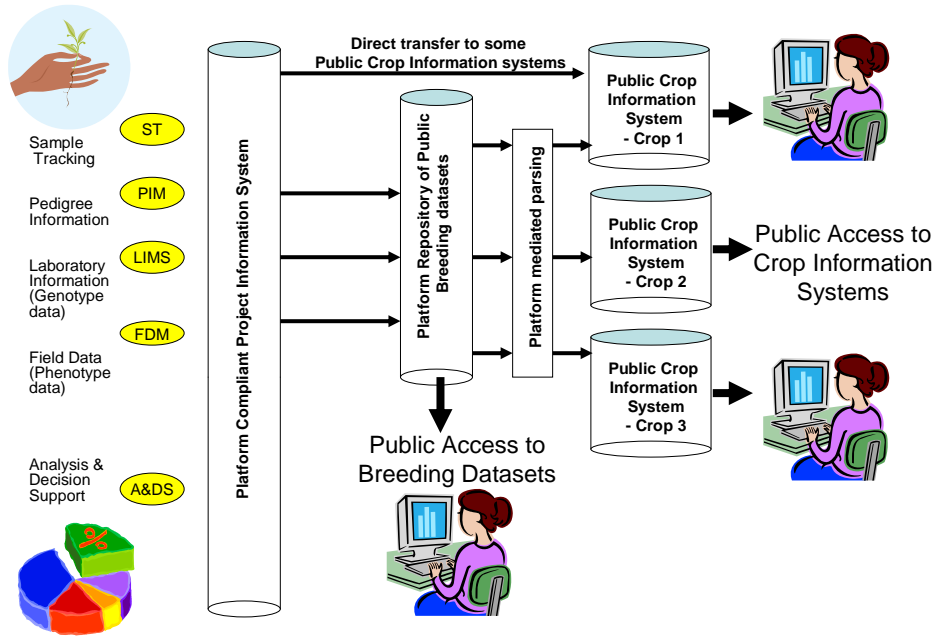 Direct transfer to some
Public Crop Information systems
Sample
Tracking
ST
Pedigree
Information
PIM
Laboratory
Information
(Genotype
data)
LIMS
Field Data
(Phenotype
data)
FDM
Analysis &
Decision
Support
A&DS
%
Platform Compliant Project Information System
Platform Repository of Public
Breeding datasets
Platform mediated parsing
Public Crop
Information
System
- Crop 1
Public Crop
Information
System
- Crop 2
Public Crop
Information
System
- Crop 3
Public Access to
Crop Information
Systems
Public Access to
Breeding Datasets